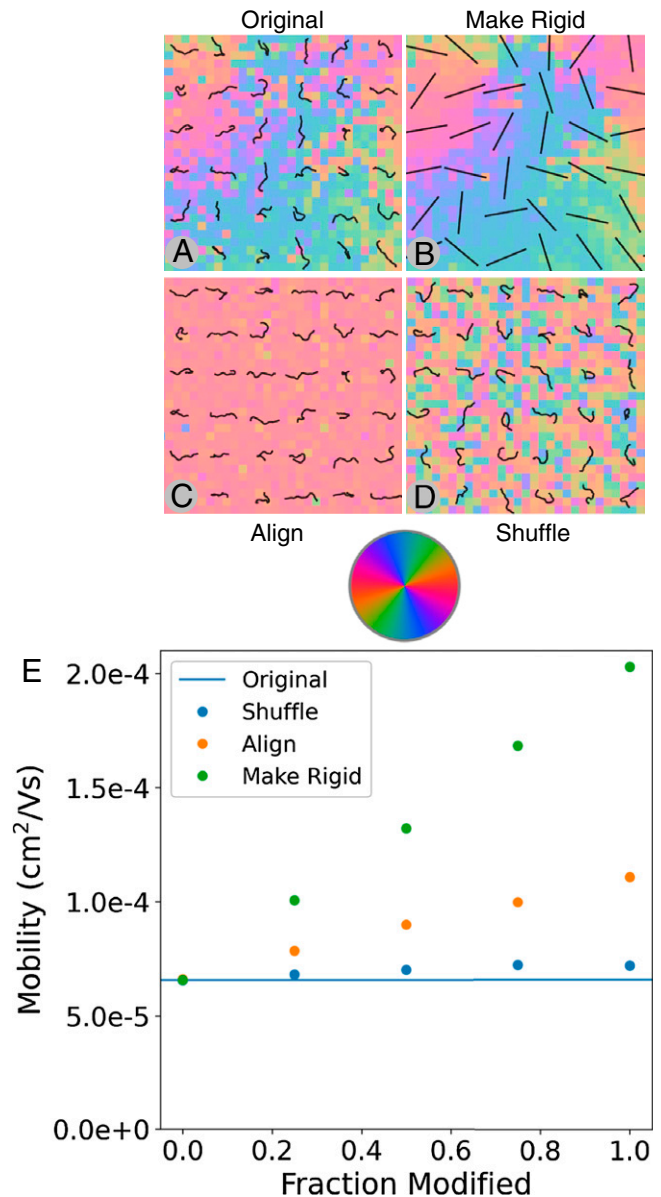 Original Make Rigid
A B
C D
Align Shuffle
E
2.0e-4
1.5e-4
1.0e-4
5.0e-5
0.0e+0
Mobility (cm²/Vs)
Original
Shuffle
Align
Make Rigid
0.0 0.2 0.4 0.6 0.8 1.0
Fraction Modified